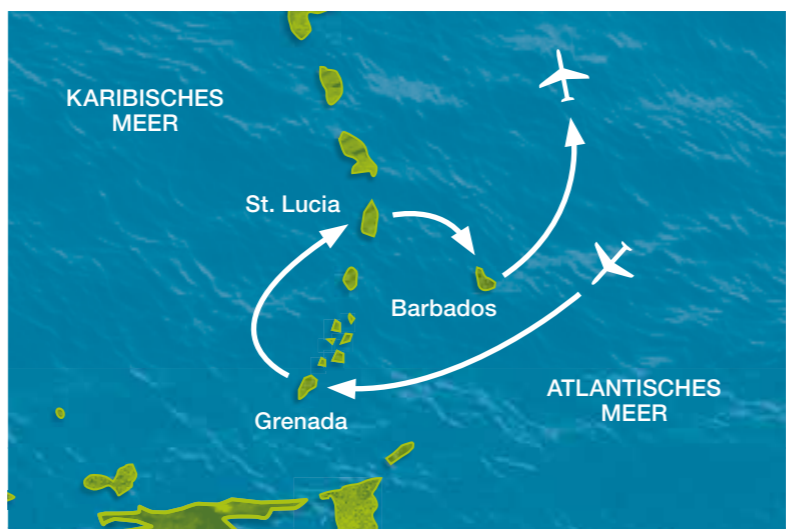 KARIBISCHES
MEER
St. Lucia
Barbados
ATLANTISCHES
MEER
Grenada